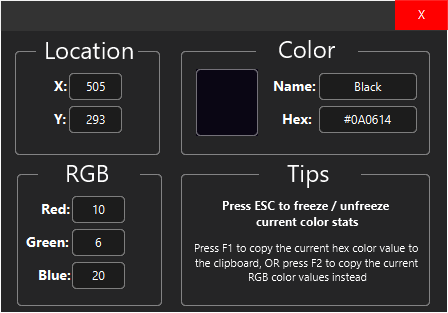 X
Location
X: 505
Y: 293
Color
Name: Black
Hex: #0A0614
RGB
Red: 10
Green: 6
Blue: 20
Tips
Press ESC to freeze / unfreeze
current color stats
Press F1 to copy the current hex color value to
the clipboard, OR press F2 to copy the current
RGB color values instead